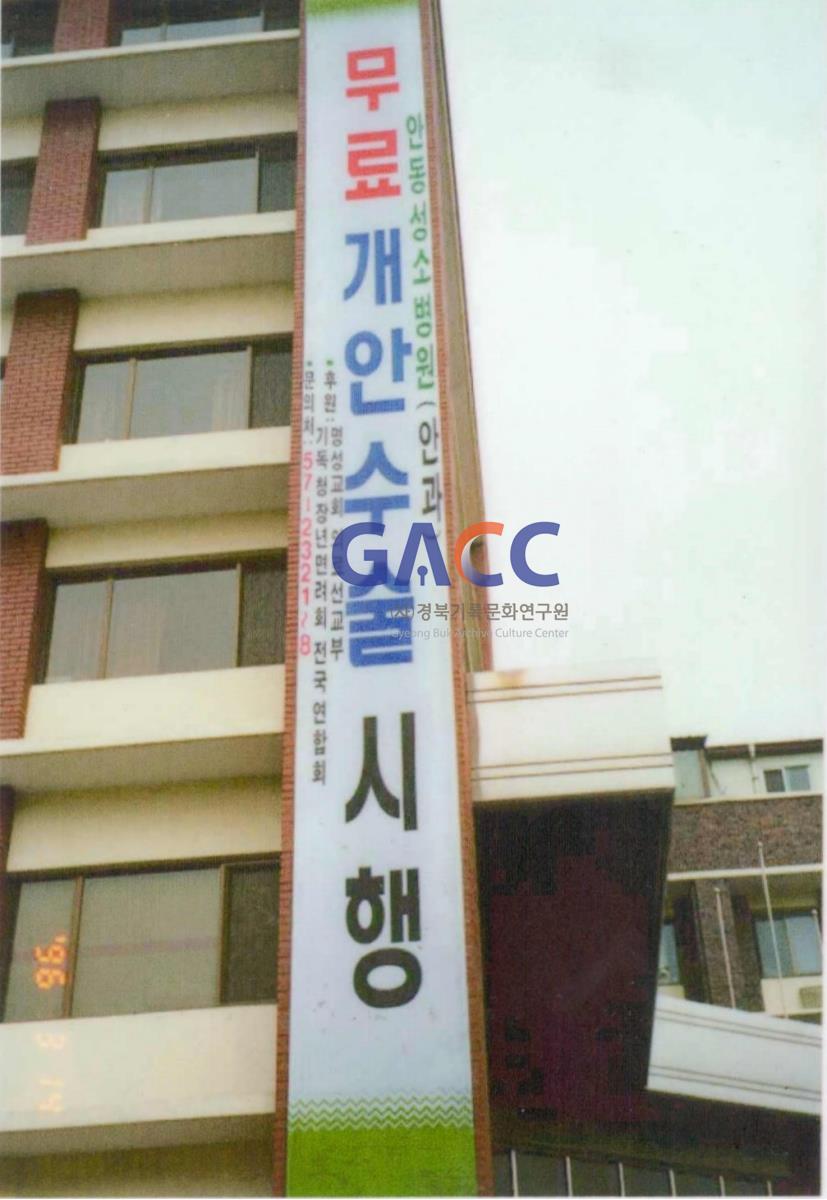 무료 개안수술 시행
안동성소병원 (안과)
• 후원 : 명성교회 의료선교부
기독청장년면려회 전국연합회
• 문의처 : 57-2321/8
GACC
(사)경북기록문화연구원
Gyeong Buk Archive Culture Center
'96 3 14